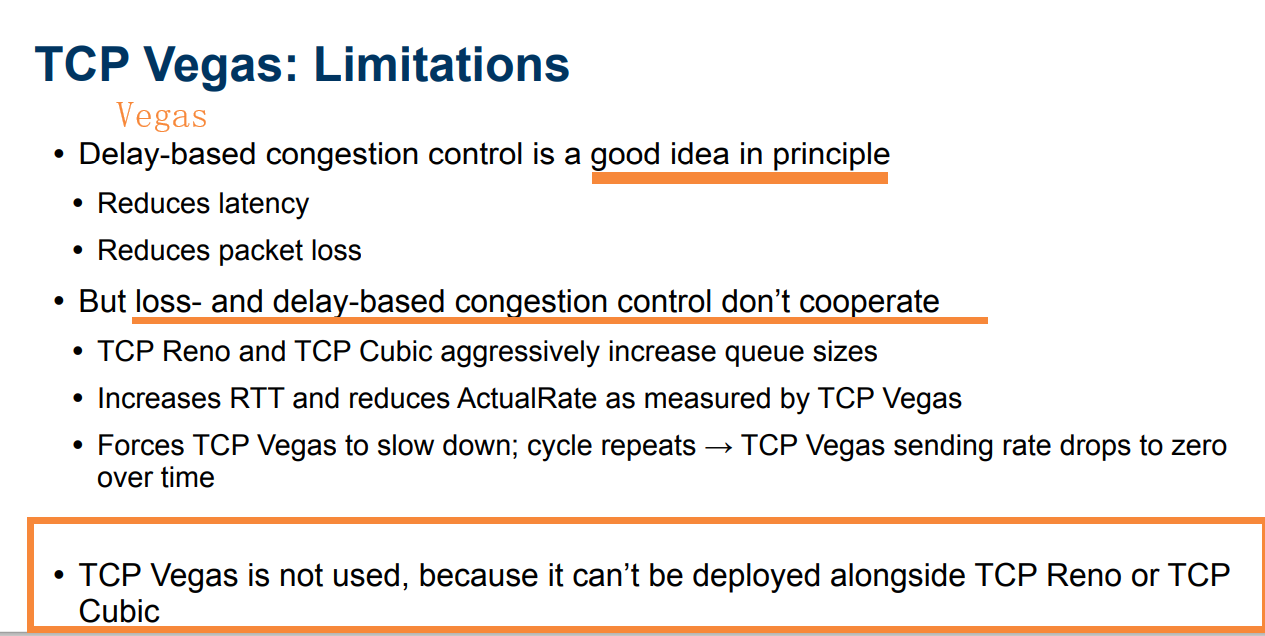 TCP Vegas: Limitations
Vegas
• Delay-based congestion control is a good idea in principle
• Reduces latency
• Reduces packet loss
• But loss- and delay-based congestion control don’t cooperate
• TCP Reno and TCP Cubic aggressively increase queue sizes
• Increases RTT and reduces ActualRate as measured by TCP Vegas
• Forces TCP Vegas to slow down; cycle repeats → TCP Vegas sending rate drops to zero
over time
• TCP Vegas is not used, because it can’t be deployed alongside TCP Reno or TCP
Cubic